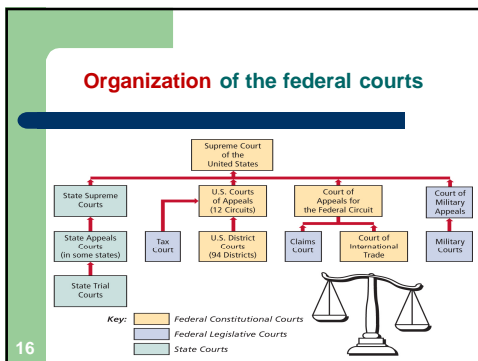 Organization of the federal courts
Supreme Court
of the
United States
State Supreme
Courts
U.S. Courts
of Appeals
(12 Circuits)
Court of
Appeals for
the Federal Circuit
Court of
Military
Appeals
State Appeals
Courts
(in some states)
Tax
Court
U.S. District
Courts
(94 Districts)
Claims
Court
Court of
International
Trade
Military
Courts
State Trial
Courts
Key:
Federal Constitutional Courts
Federal Legislative Courts
State Courts
16